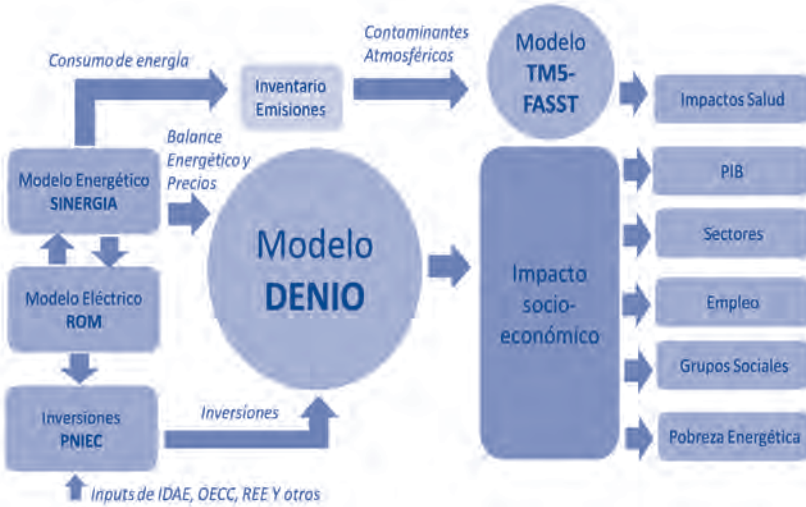 Consumo de energía
Contaminantes
Atmosféricos
Modelo
TM5-
FASST
Inventario
Emisiones
Impactos Salud
Balance
Energético y
Precios
Modelo Energético
SINERGIA
Modelo
DENIO
Modelo Eléctrico
ROM
Inversiones
PNIEC
Inversiones
Inputs de IDAE, OECC, REE Y otros
Impacto
socio-
económico
PIB
Sectores
Empleo
Grupos Sociales
Pobreza Energética